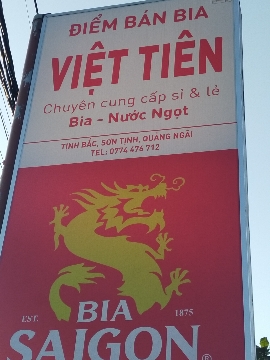 ĐIỂM BÁN BIA
VIỆT TIÊN
Chuyên cung cấp sỉ & lẻ
Bia - Nước Ngọt
TỊNH BẮC, SƠN TỊNH, QUẢNG NGÃI
TEL: 0774 476 792
EST. 1875
BIA
SAIGON